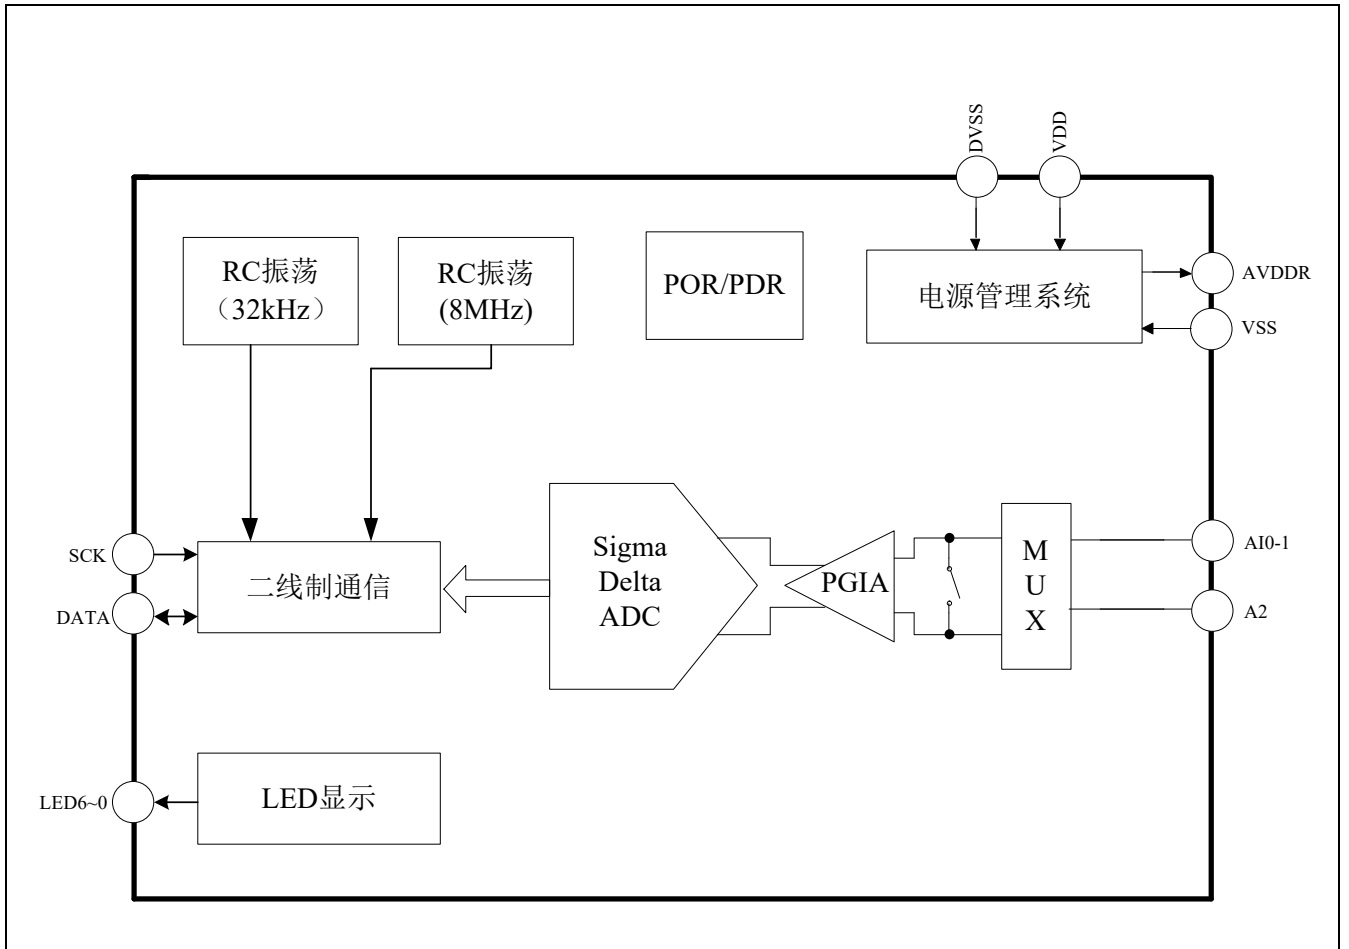 DVSS
VDD
RC振荡
（32kHz）
RC振荡
(8MHz)
POR/PDR
电源管理系统
AVDDR
VSS
SCK
DATA
二线制通信
Sigma
Delta
ADC
PGIA
M
U
X
AI0-1
A2
LED6~0
LED显示